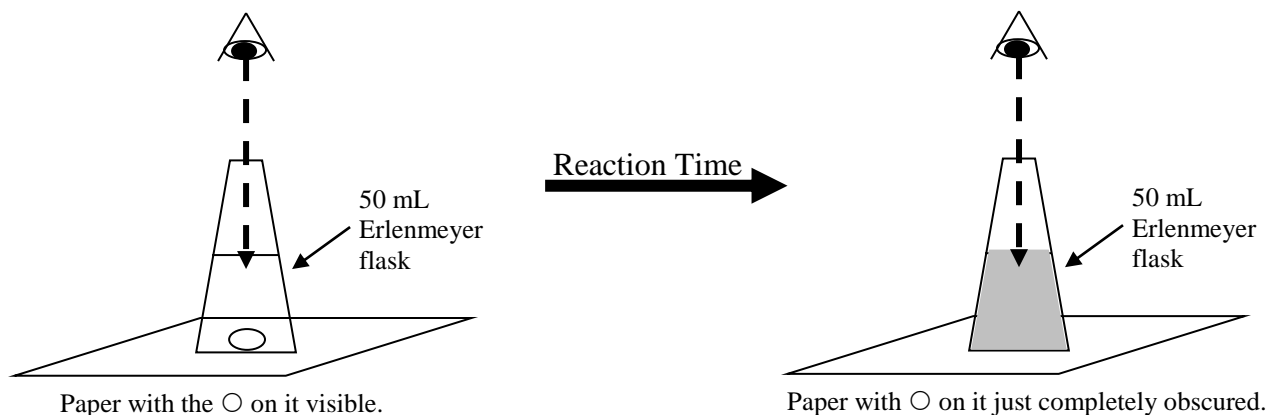 Reaction Time
50 mL
Erlenmeyer
flask
50 mL
Erlenmeyer
flask
Paper with the ○ on it visible.
Paper with ○ on it just completely obscured.